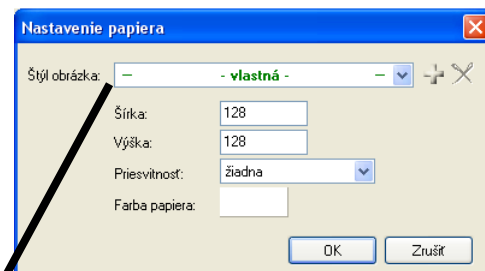 Nastavenie papiera
Štýl obrázka: – - vlastná - –
Šírka: 128
Výška: 128
Priesvitnosť: žiadna
Farba papiera:
OK Zrušiť